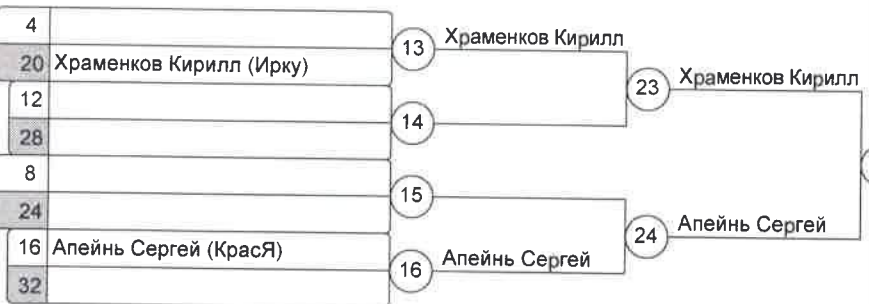 4
20 Храменков Кирилл (Ирку)
12
28
8
24
16 Апейнь Сергей (КрасЯ)
32
13 Храменков Кирилл
14
15
16 Апейнь Сергей
23 Храменков Кирилл
24 Апейнь Сергей